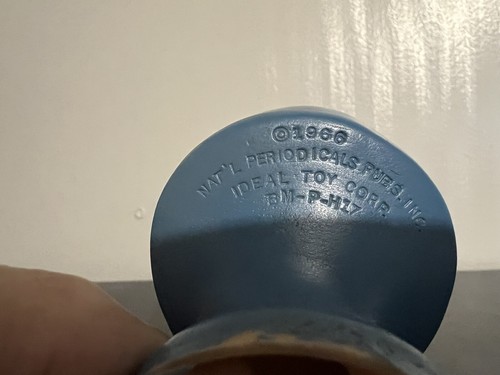 ©1966
NAT'L PERIODICALS PUBS. INC.
IDEAL TOY CORP.
BM-P-H17